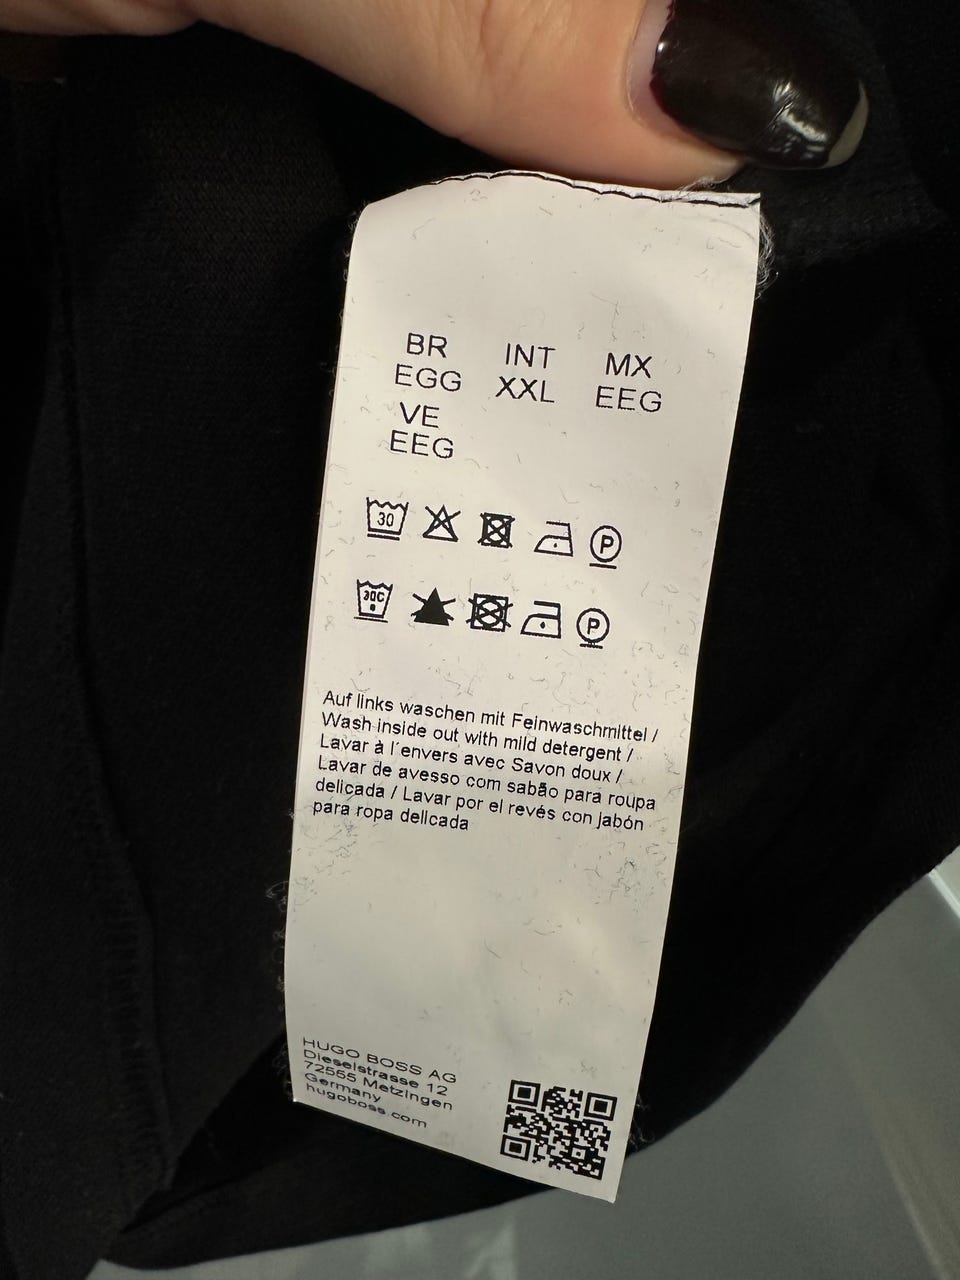 BR INT MX
EGG XXL EEG
VE
EEG
30 P
30C P
Auf links waschen mit Feinwaschmittel /
Wash inside out with mild detergent /
Lavar à l´envers avec Savon doux /
Lavar de avesso com sabão para roupa
delicada / Lavar por el revés con jabón
para ropa delicada
HUGO BOSS AG
Dieselstrasse 12
72555 Metzingen
Germany
hugoboss.com